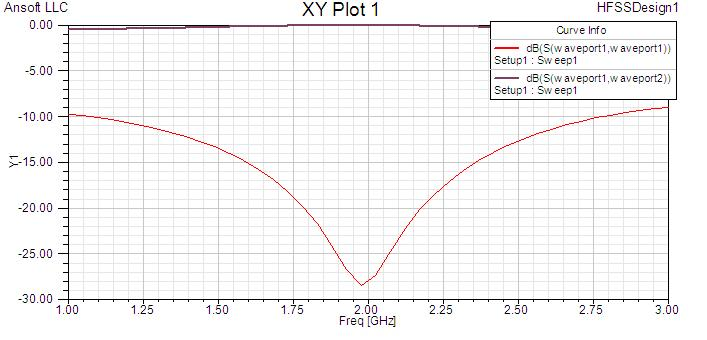 Ansoft LLC
XY Plot 1
HFSSDesign1
Curve Info
dB(S(waveport1,waveport1))
Setup1 : Sweep1
dB(S(waveport1,waveport2))
Setup1 : Sweep1
0.00
-5.00
-10.00
-15.00
-20.00
-25.00
-30.00
Y1
1.00
1.25
1.50
1.75
2.00
2.25
2.50
2.75
3.00
Freq [GHz]